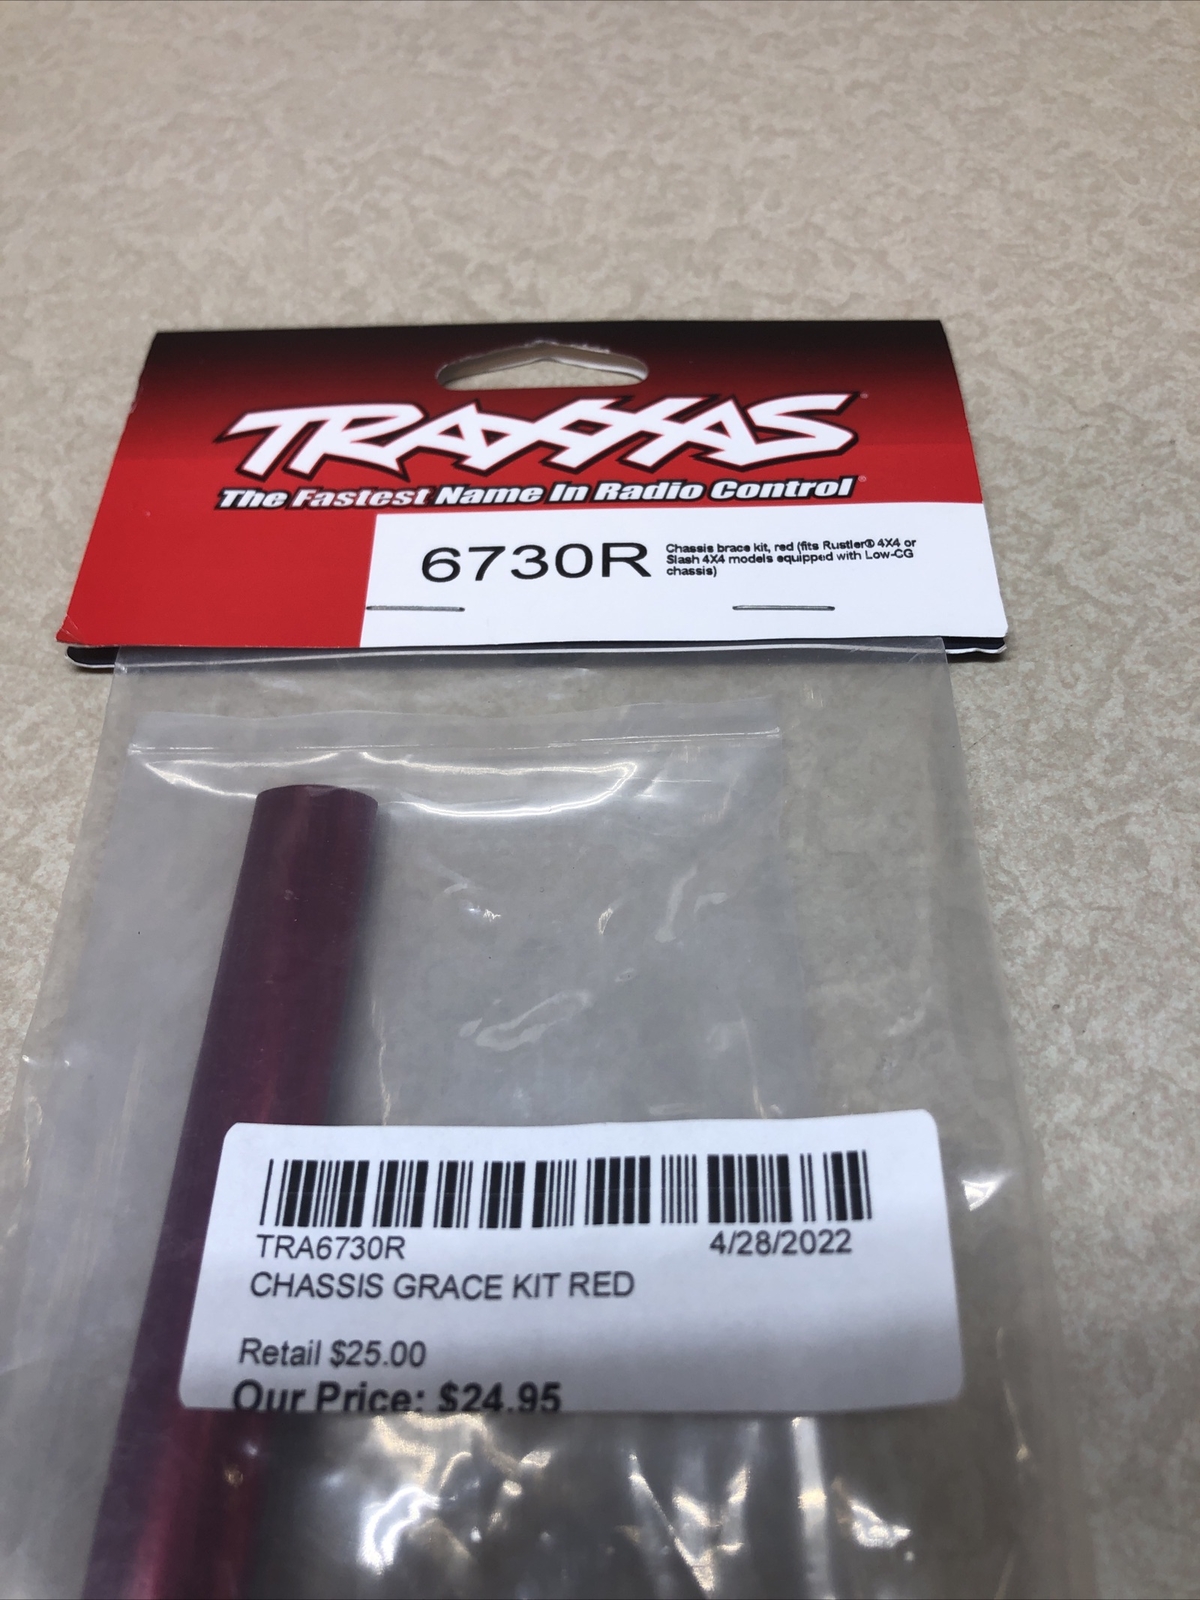 TRAXXAS
The Fastest Name In Radio Control®
6730R
Chassis brace kit, red (fits Rustler® 4X4 or
Slash 4X4 models equipped with Low-CG
chassis)
TRA6730R 4/28/2022
CHASSIS GRACE KIT RED
Retail $25.00
Our Price: $24.95